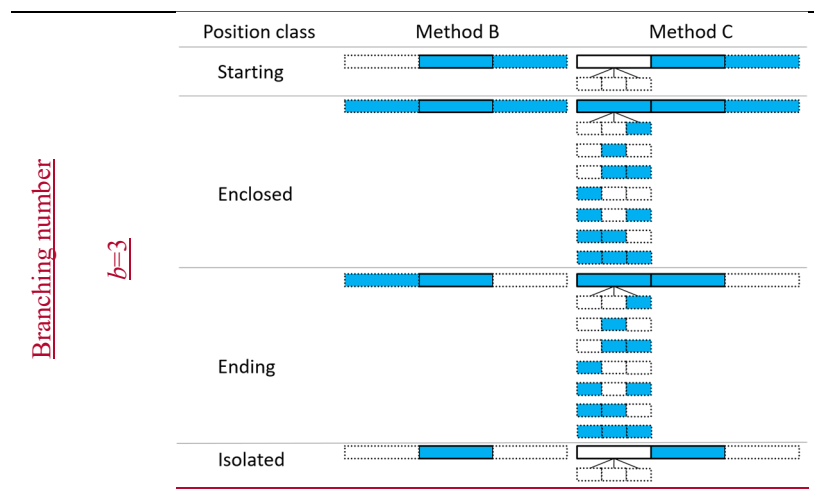 Position class Method B Method C
Starting
Enclosed
Ending
Isolated
Branching number
b=3